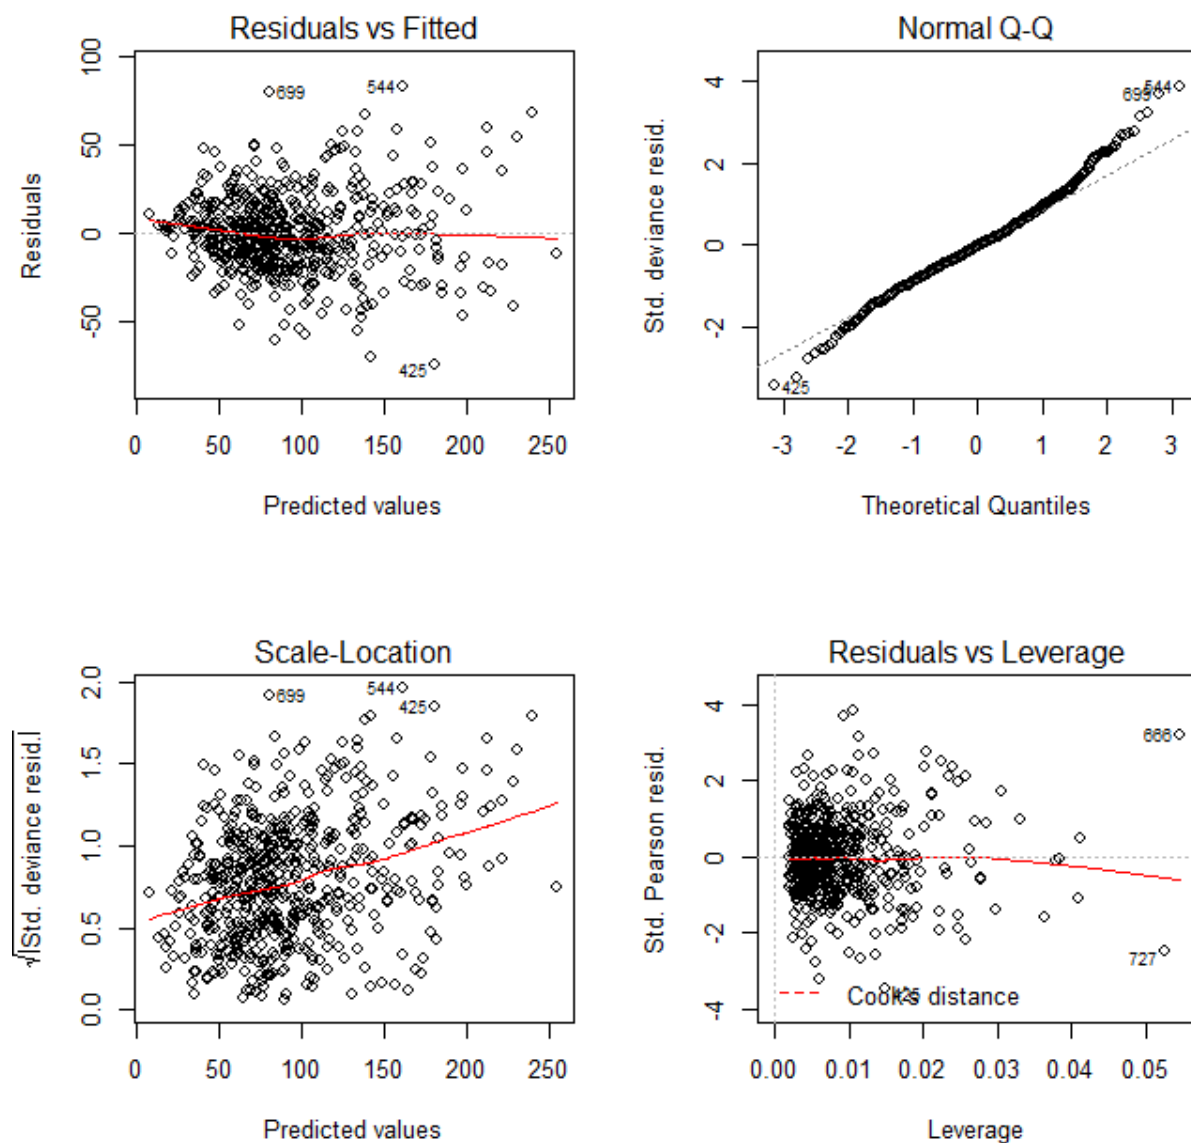 Residuals vs Fitted
Residuals
100
50
0
-50
699
544
425
0 50 100 150 200 250
Predicted values
Normal Q-Q
Std. deviance resid.
4
2
0
-2
699
544
425
-3 -2 -1 0 1 2 3
Theoretical Quantiles
Scale-Location
√|Std. deviance resid.|
2.0
1.5
1.0
0.5
0.0
699
544
425
0 50 100 150 200 250
Predicted values
Residuals vs Leverage
Std. Pearson resid.
4
2
0
-2
-4
666
727
425
Cook's distance
0.00 0.01 0.02 0.03 0.04 0.05
Leverage